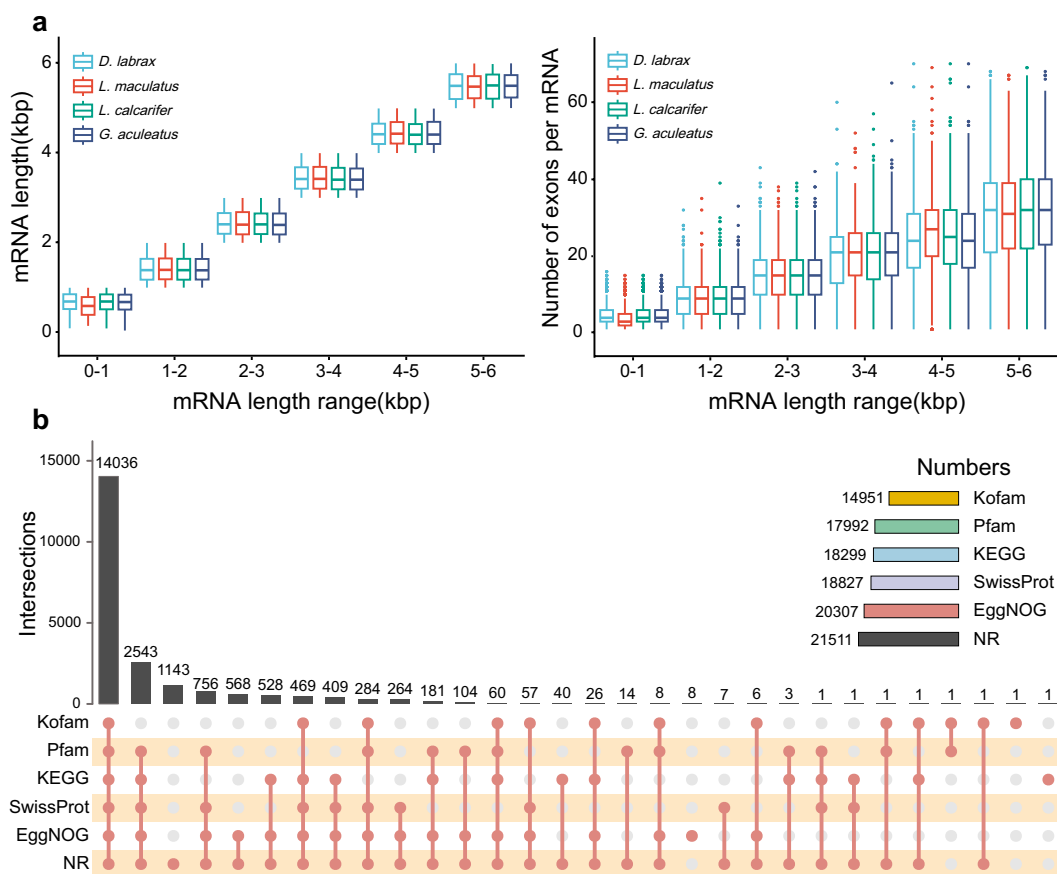 a
D. labrax
L. maculatus
L. calcarifer
G. aculeatus
mRNA length(kbp)
6
4
2
0
0-1 1-2 2-3 3-4 4-5 5-6
mRNA length range(kbp)
D. labrax
L. maculatus
L. calcarifer
G. aculeatus
Number of exons per mRNA
60
40
20
0
0-1 1-2 2-3 3-4 4-5 5-6
mRNA length range(kbp)
b
Intersections
15000
10000
5000
0
14036 2543 1143 756 568 528 469 409 284 264 181 104 60 57 40 26 14 8 8 7 6 3 1 1 1 1 1 1 1 1
Numbers
14951 Kofam
17992 Pfam
18299 KEGG
18827 SwissProt
20307 EggNOG
21511 NR
Kofam
Pfam
KEGG
SwissProt
EggNOG
NR